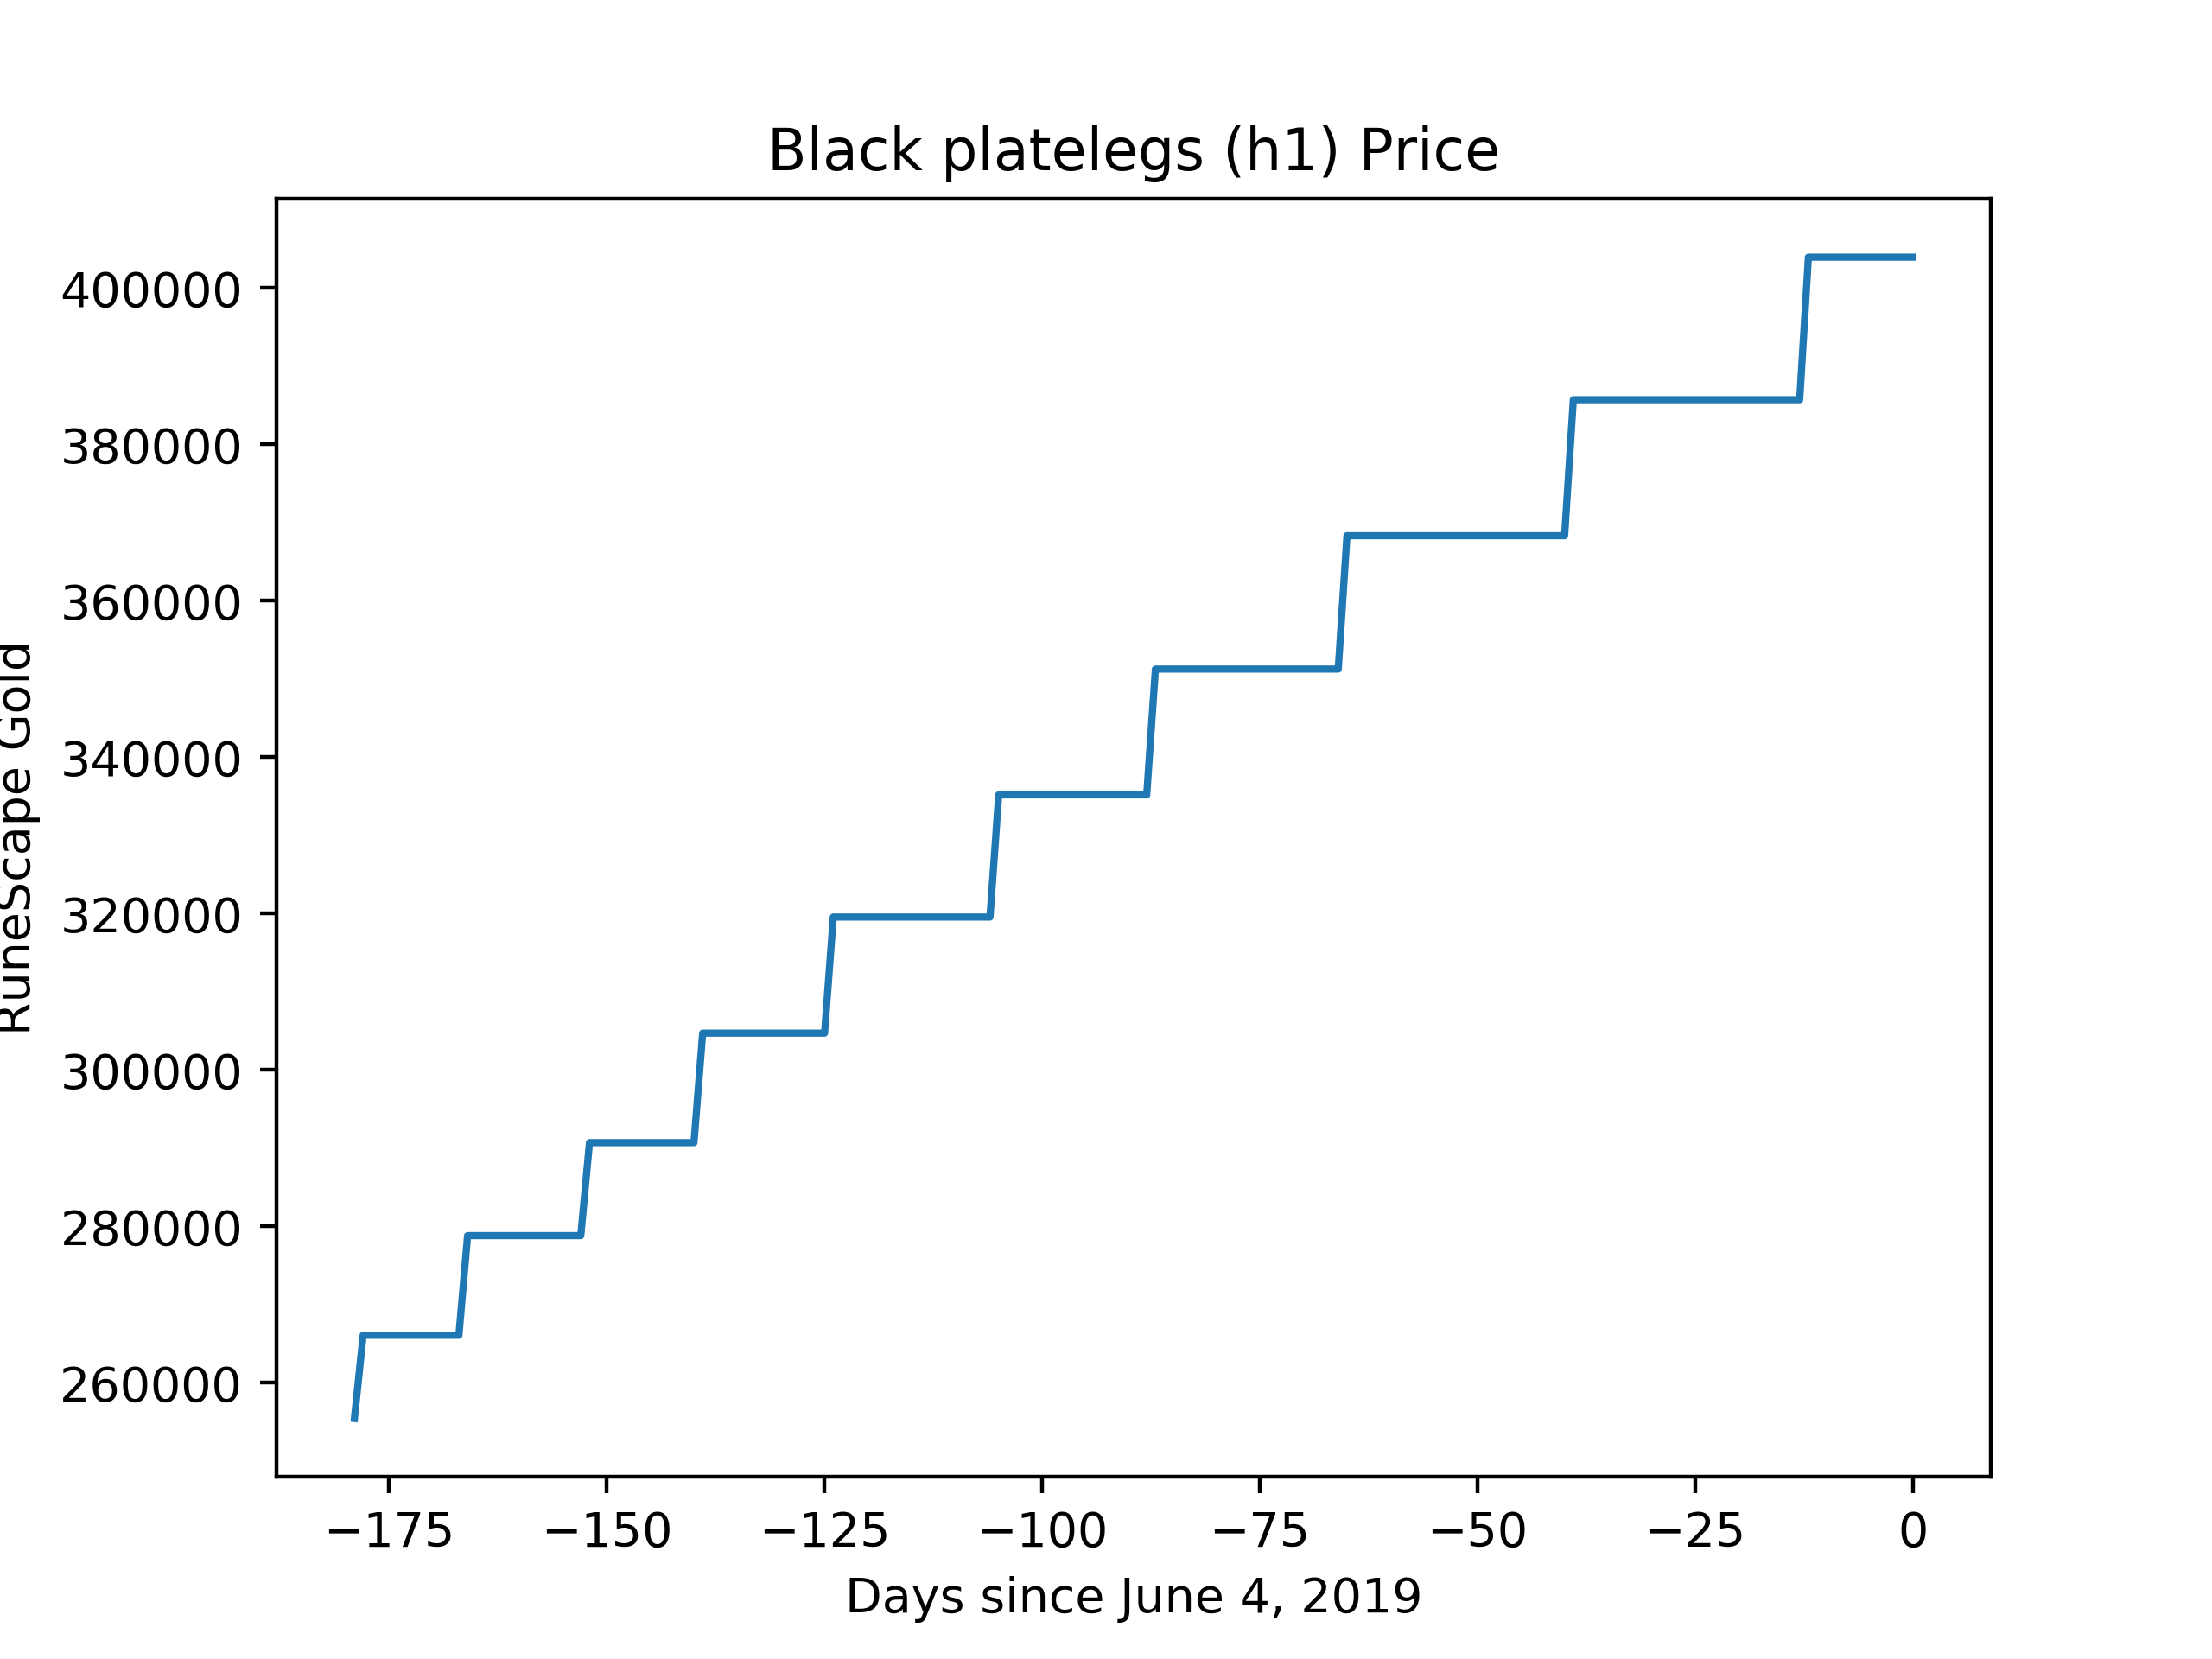 Black platelegs (h1) Price
400000
380000
360000
340000
320000
300000
280000
260000
RuneScape Gold
−175 −150 −125 −100 −75 −50 −25 0
Days since June 4, 2019